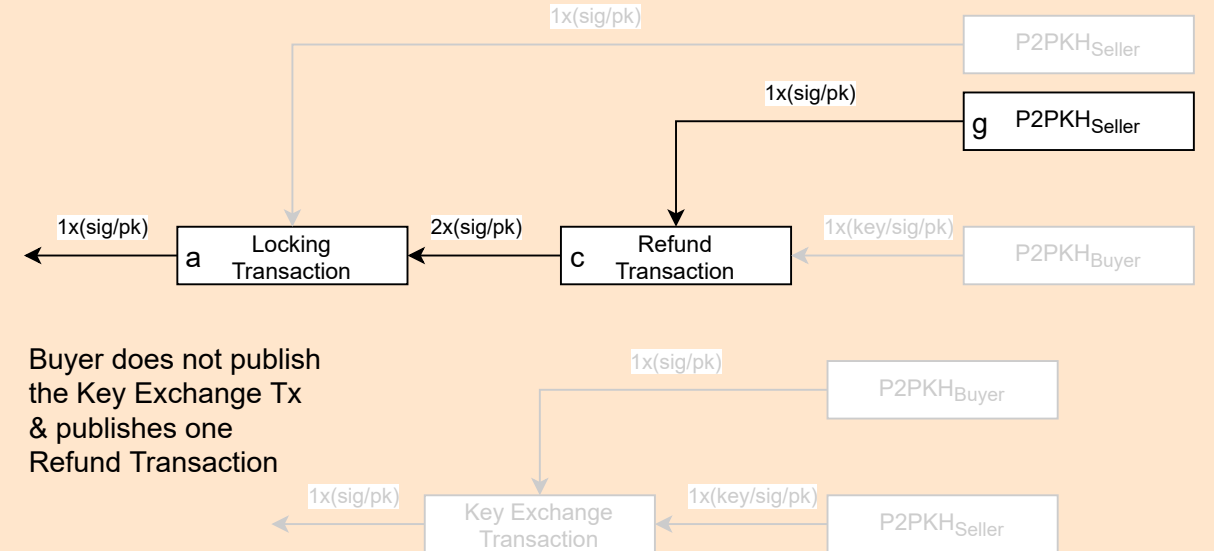 1x(sig/pk)
P2PKHSeller
1x(sig/pk)
g P2PKHSeller
1x(sig/pk)
a Locking
Transaction
2x(sig/pk)
c Refund
Transaction
1x(key/sig/pk)
P2PKHBuyer
Buyer does not publish
the Key Exchange Tx
& publishes one
Refund Transaction
1x(sig/pk)
P2PKHBuyer
1x(sig/pk)
Key Exchange
Transaction
1x(key/sig/pk)
P2PKHSeller